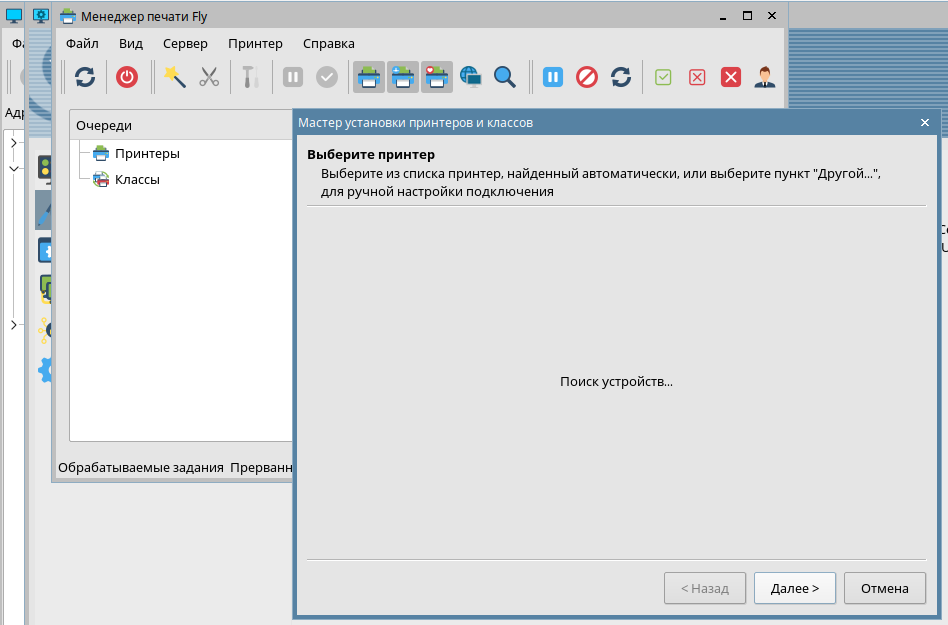 Менеджер печати Fly
Файл Вид Сервер Принтер Справка
Адр
Очереди
Принтеры
Классы
Обрабатываемые задания Прерванн
Мастер установки принтеров и классов
Выберите принтер
Выберите из списка принтер, найденный автоматически, или выберите пункт "Другой...",
для ручной настройки подключения
Поиск устройств...
< Назад Далее > Отмена